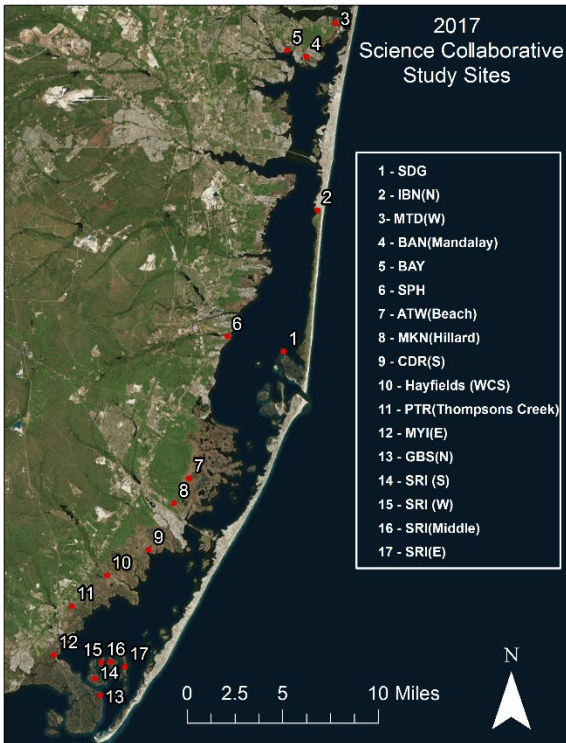 2017
Science Collaborative
Study Sites
3
5
4
2
1
6
7
8
9
10
11
12
15 16
17
14
13
1 - SDG
2 - IBN(N)
3- MTD(W)
4 - BAN(Mandalay)
5 - BAY
6 - SPH
7 - ATW(Beach)
8 - MKN(Hillard)
9 - CDR(S)
10 - Hayfields (WCS)
11 - PTR(Thompsons Creek)
12 - MYI(E)
13 - GBS(N)
14 - SRI (S)
15 - SRI (W)
16 - SRI(Middle)
17 - SRI(E)
N
0 2.5 5 10 Miles